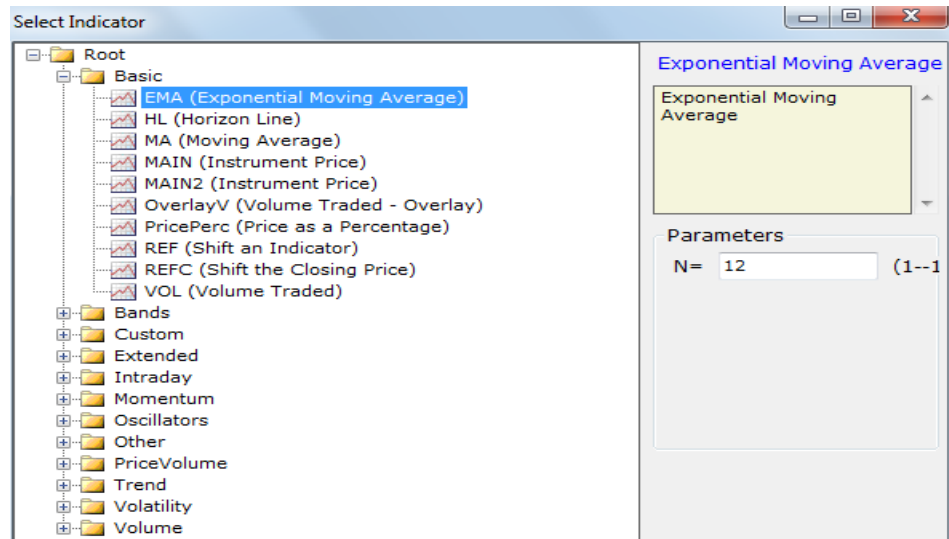 Select Indicator
Root
Basic
EMA (Exponential Moving Average)
HL (Horizon Line)
MA (Moving Average)
MAIN (Instrument Price)
MAIN2 (Instrument Price)
OverlayV (Volume Traded - Overlay)
PricePerc (Price as a Percentage)
REF (Shift an Indicator)
REFC (Shift the Closing Price)
VOL (Volume Traded)
Bands
Custom
Extended
Intraday
Momentum
Oscillators
Other
PriceVolume
Trend
Volatility
Volume
Exponential Moving Average
Exponential Moving
Average
Parameters
N= 12 (1--1